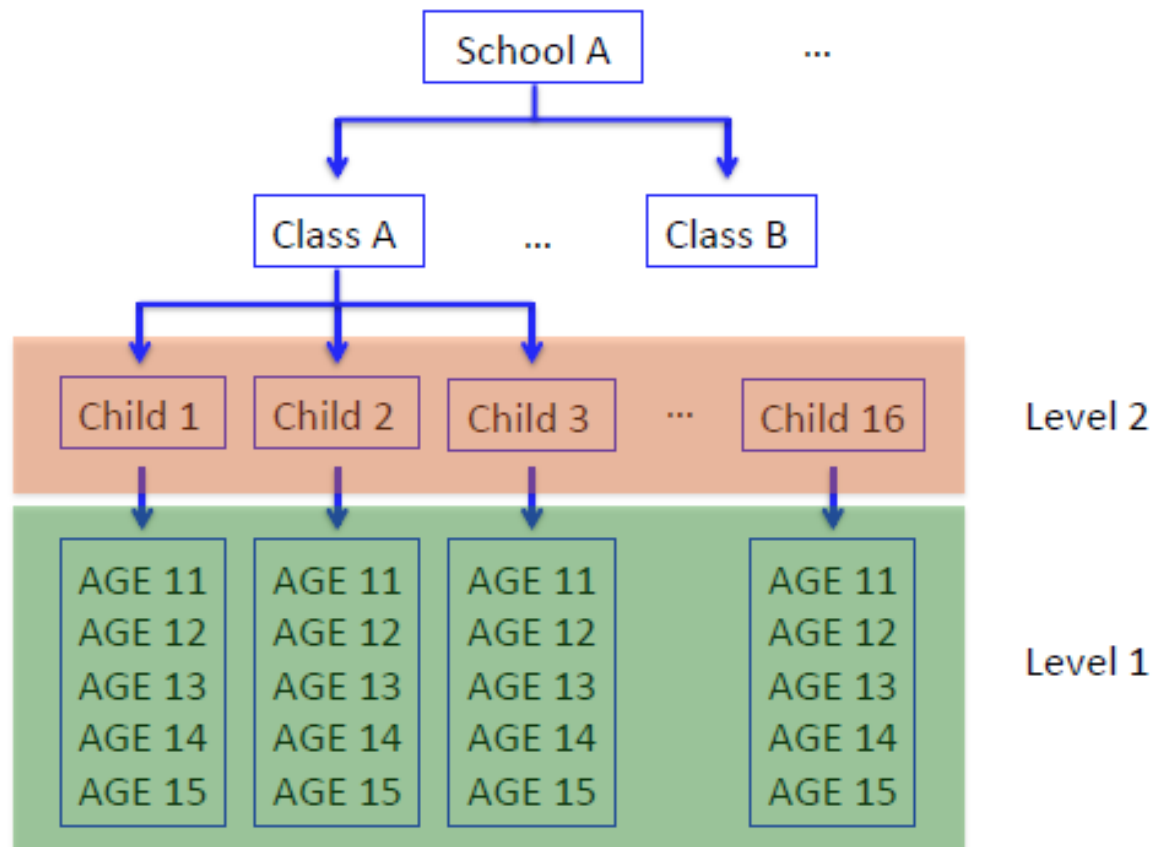 School A ...
Class A ... Class B
Child 1 Child 2 Child 3 ... Child 16 Level 2
AGE 11 AGE 11 AGE 11 AGE 11
AGE 12 AGE 12 AGE 12 AGE 12
AGE 13 AGE 13 AGE 13 AGE 13 Level 1
AGE 14 AGE 14 AGE 14 AGE 14
AGE 15 AGE 15 AGE 15 AGE 15